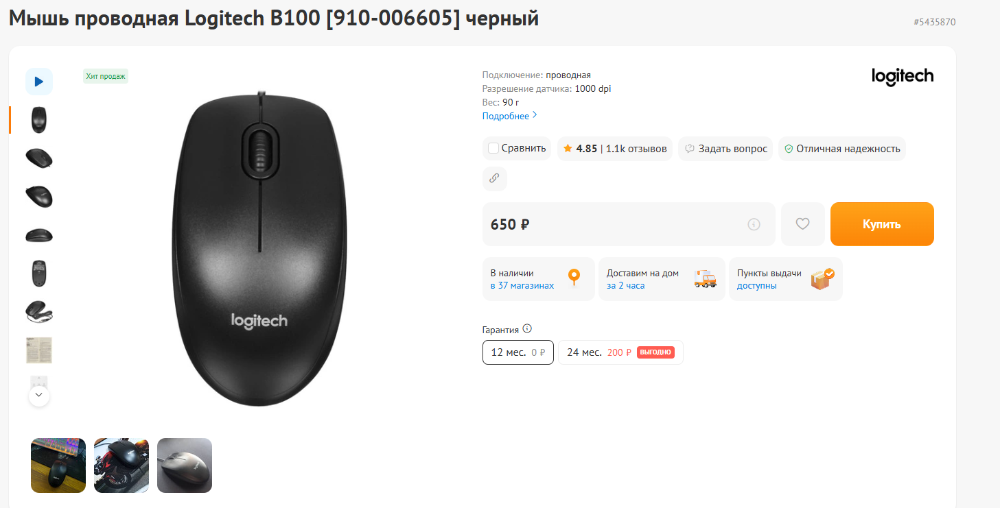 Мышь проводная Logitech B100 [910-006605] черный
#5435870
Хит продаж
Подключение: проводная
Разрешение датчика: 1000 dpi
Вес: 90 г
Подробнее
logitech
Сравнить
4.85 | 1.1k отзывов
Задать вопрос
Отличная надежность
650 ₽
Купить
В наличии
в 37 магазинах
Доставим на дом
за 2 часа
Пункты выдачи
доступны
Гарантия
12 мес. 0 ₽
24 мес. 200 ₽ ВЫГОДНО
logitech